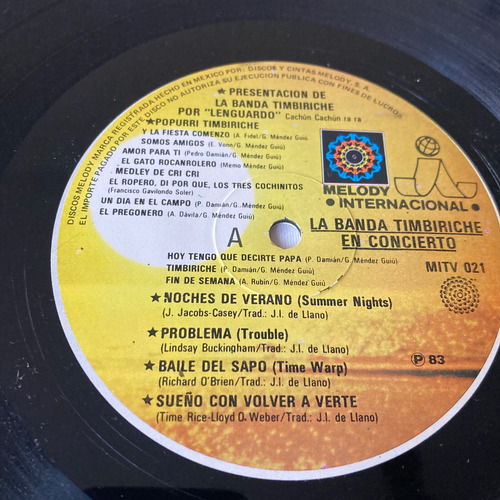 DISCOS MELODY MARCA REGISTRADA HECHO EN MEXICO POR: DISCOS Y CINTAS MELODY, S. A.
EL IMPORTE PAGADO POR ESTE DISCO NO AUTORIZA SU EJECUCION PUBLICA CON FINES DE LUCROS
★PRESENTACION DE
LA BANDA TIMBIRICHE
POR "LENGUARDO" Cachún Cachún ra ra
★POPURRI TIMBIRICHE
Y LA FIESTA COMENZO (A. Fidel/G. Méndez Guiú)
SOMOS AMIGOS (E. Vonn/G. Méndez Guiú)
AMOR PARA TI (Pedro Damián/G. Méndez Guiú)
EL GATO ROCANROLERO (Memo Méndez Guiú)
MEDLEY DE CRI CRI
EL ROPERO, DI POR QUE, LOS TRES COCHINITOS
(Francisco Gavilondo Soler)
UN DIA EN EL CAMPO (P. Damián/G. Méndez Guiú)
EL PREGONERO (A. Dávila/G. Méndez Guiú)
A
MELODY
INTERNACIONAL
LA BANDA TIMBIRICHE
EN CONCIERTO
MITV 021
HOY TENGO QUE DECIRTE PAPA (P. Damián/G. Méndez Guiú)
TIMBIRICHE (P. Damián/G. Méndez Guiú)
FIN DE SEMANA (A. Rubín/G. Méndez Guiú)
★NOCHES DE VERANO (Summer Nights)
(J. Jacobs-Casey/Trad.: J.I. de Llano)
★PROBLEMA (Trouble)
(Lindsay Buckingham/Trad.: J.I. de Llano)
★BAILE DEL SAPO (Time Warp)
(Richard O'Brien/Trad.: J.I. de Llano)
★SUEÑO CON VOLVER A VERTE
(Time Rice-Lloyd O. Weber/Trad.: J.I. de Llano)
Ⓟ 83